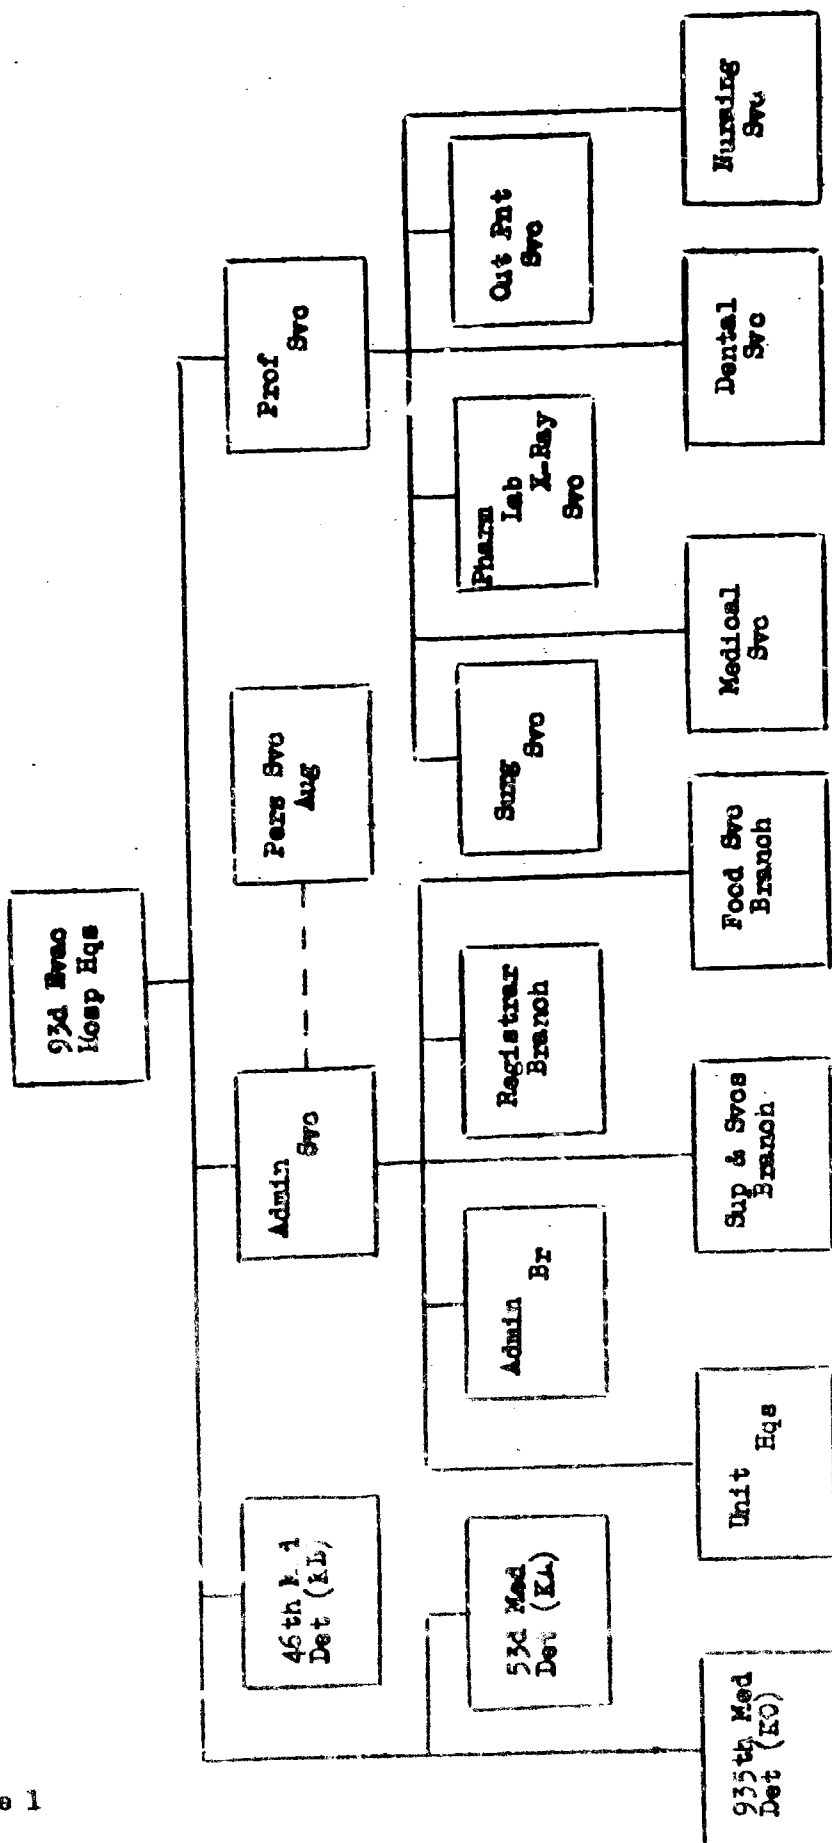 93d Evac
Hosp Hqs
46th
Det (KL)
Admin
Svc
Pers Svc
Aug
Prof
Svc
53d Med
Det (KA)
Admin
Br
Registrar
Branch
Surg
Svc
Pharm
Lab
X-Ray
Svc
Out Pnt
Svc
935th Med
Det (KO)
Unit
Hqs
Sup & Svcs
Branch
Food Svc
Branch
Medical
Svc
Dental
Svc
Nursing
Svc
1